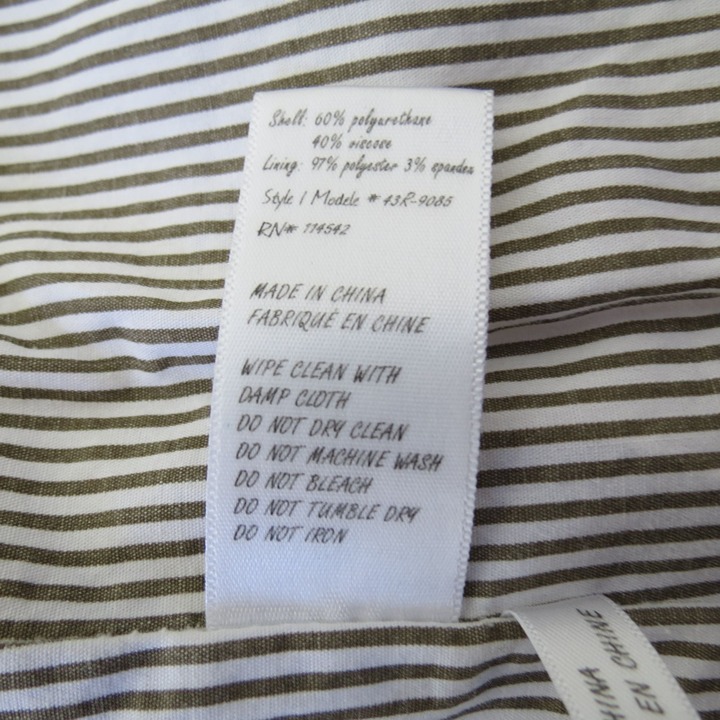 Shell: 60% polyurethane
40% viscose
Lining: 97% polyester 3% spandex
Style / Modele # 43R-9085
RN# 114542
MADE IN CHINA
FABRIQUÉ EN CHINE
WIPE CLEAN WITH
DAMP CLOTH
DO NOT DRY CLEAN
DO NOT MACHINE WASH
DO NOT BLEACH
DO NOT TUMBLE DRY
DO NOT IRON
INA
EN CHINE